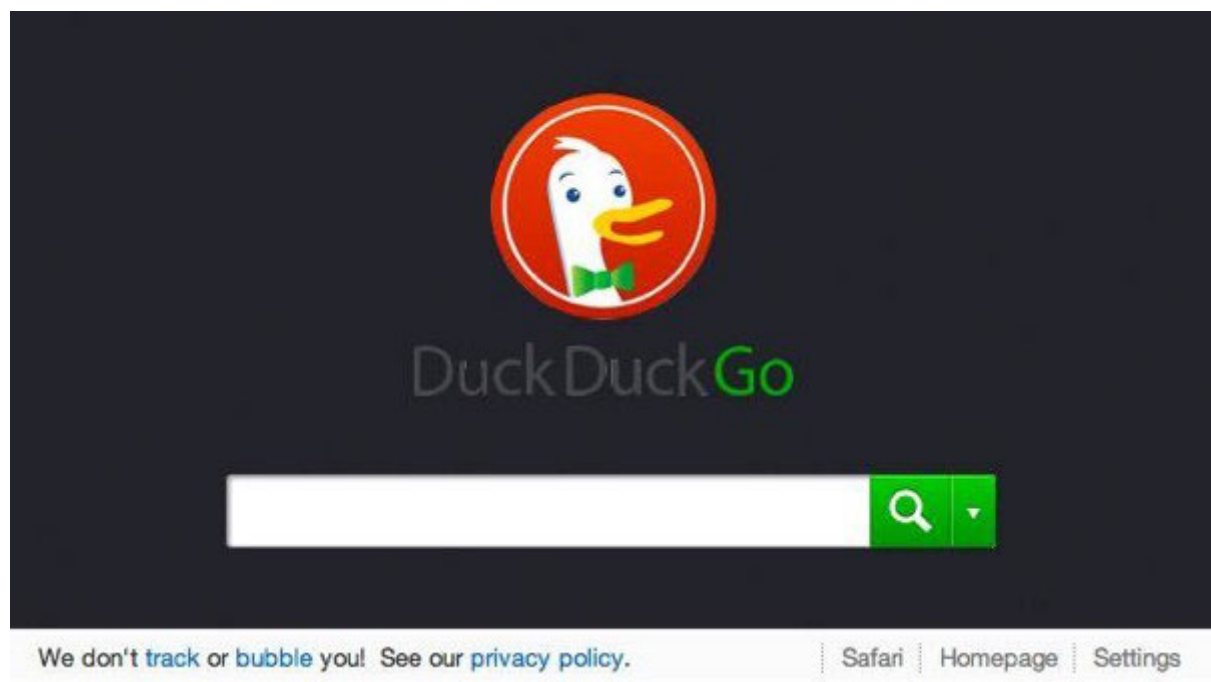 DuckDuckGo
We don't track or bubble you! See our privacy policy.
Safari
Homepage
Settings